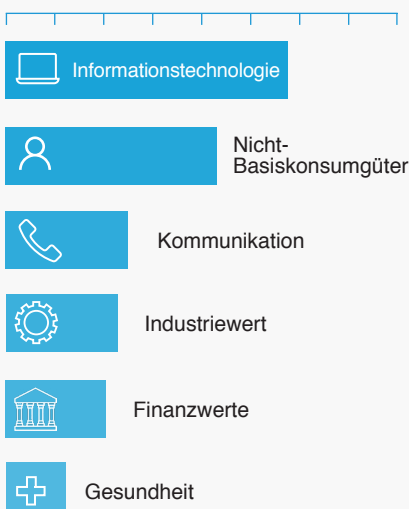 Informationstechnologie
Nicht-
Basiskonsumgüter
Kommunikation
Industriewert
Finanzwerte
Gesundheit